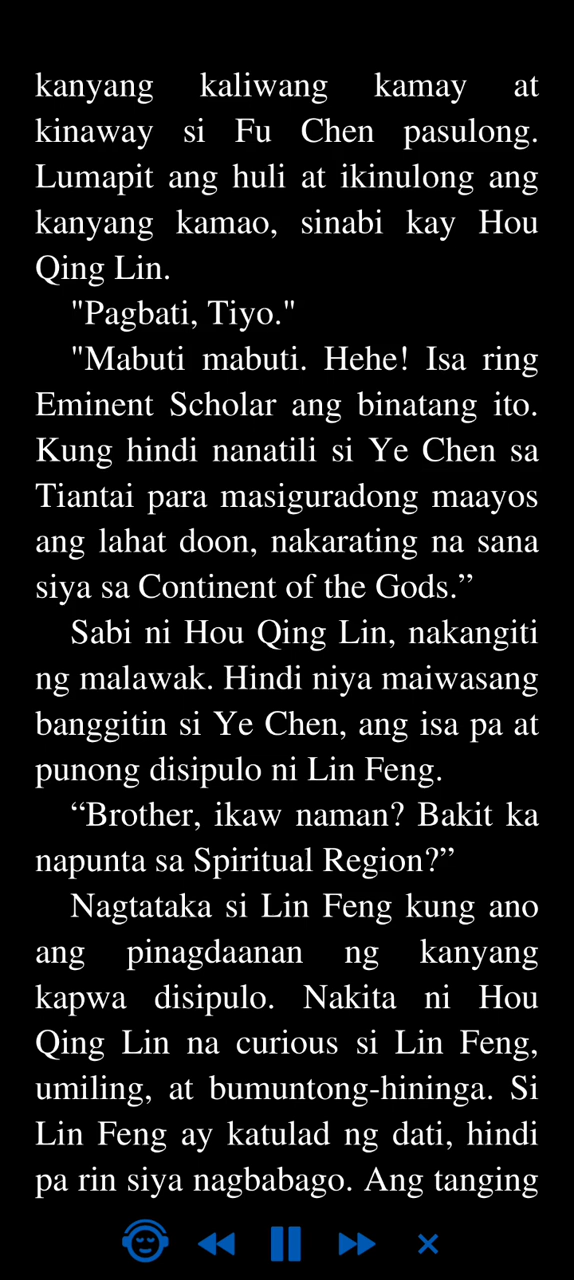 kanyang kaliwang kamay at
kinaway si Fu Chen pasulong.
Lumapit ang huli at ikinulong ang
kanyang kamao, sinabi kay Hou
Qing Lin.
"Pagbati, Tiyo."
"Mabuti mabuti. Hehe! Isa ring
Eminent Scholar ang binatang ito.
Kung hindi nanatili si Ye Chen sa
Tiantai para masiguradong maayos
ang lahat doon, nakarating na sana
siya sa Continent of the Gods.”
Sabi ni Hou Qing Lin, nakangiti
ng malawak. Hindi niya maiwasang
banggitin si Ye Chen, ang isa pa at
punong disipulo ni Lin Feng.
“Brother, ikaw naman? Bakit ka
napunta sa Spiritual Region?”
Nagtataka si Lin Feng kung ano
ang pinagdaanan ng kanyang
kapwa disipulo. Nakita ni Hou
Qing Lin na curious si Lin Feng,
umiling, at bumuntong-hininga. Si
Lin Feng ay katulad ng dati, hindi
pa rin siya nagbabago. Ang tanging